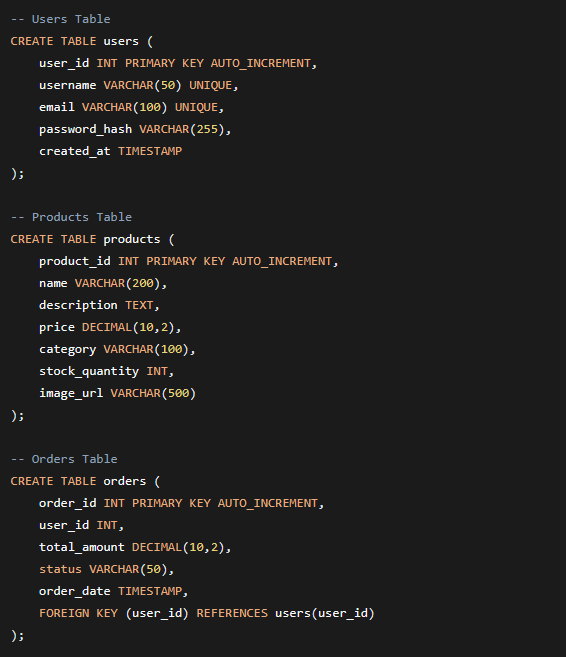 -- Users Table
CREATE TABLE users (
    user_id INT PRIMARY KEY AUTO_INCREMENT,
    username VARCHAR(50) UNIQUE,
    email VARCHAR(100) UNIQUE,
    password_hash VARCHAR(255),
    created_at TIMESTAMP
);

-- Products Table
CREATE TABLE products (
    product_id INT PRIMARY KEY AUTO_INCREMENT,
    name VARCHAR(200),
    description TEXT,
    price DECIMAL(10,2),
    category VARCHAR(100),
    stock_quantity INT,
    image_url VARCHAR(500)
);

-- Orders Table
CREATE TABLE orders (
    order_id INT PRIMARY KEY AUTO_INCREMENT,
    user_id INT,
    total_amount DECIMAL(10,2),
    status VARCHAR(50),
    order_date TIMESTAMP,
    FOREIGN KEY (user_id) REFERENCES users(user_id)
);